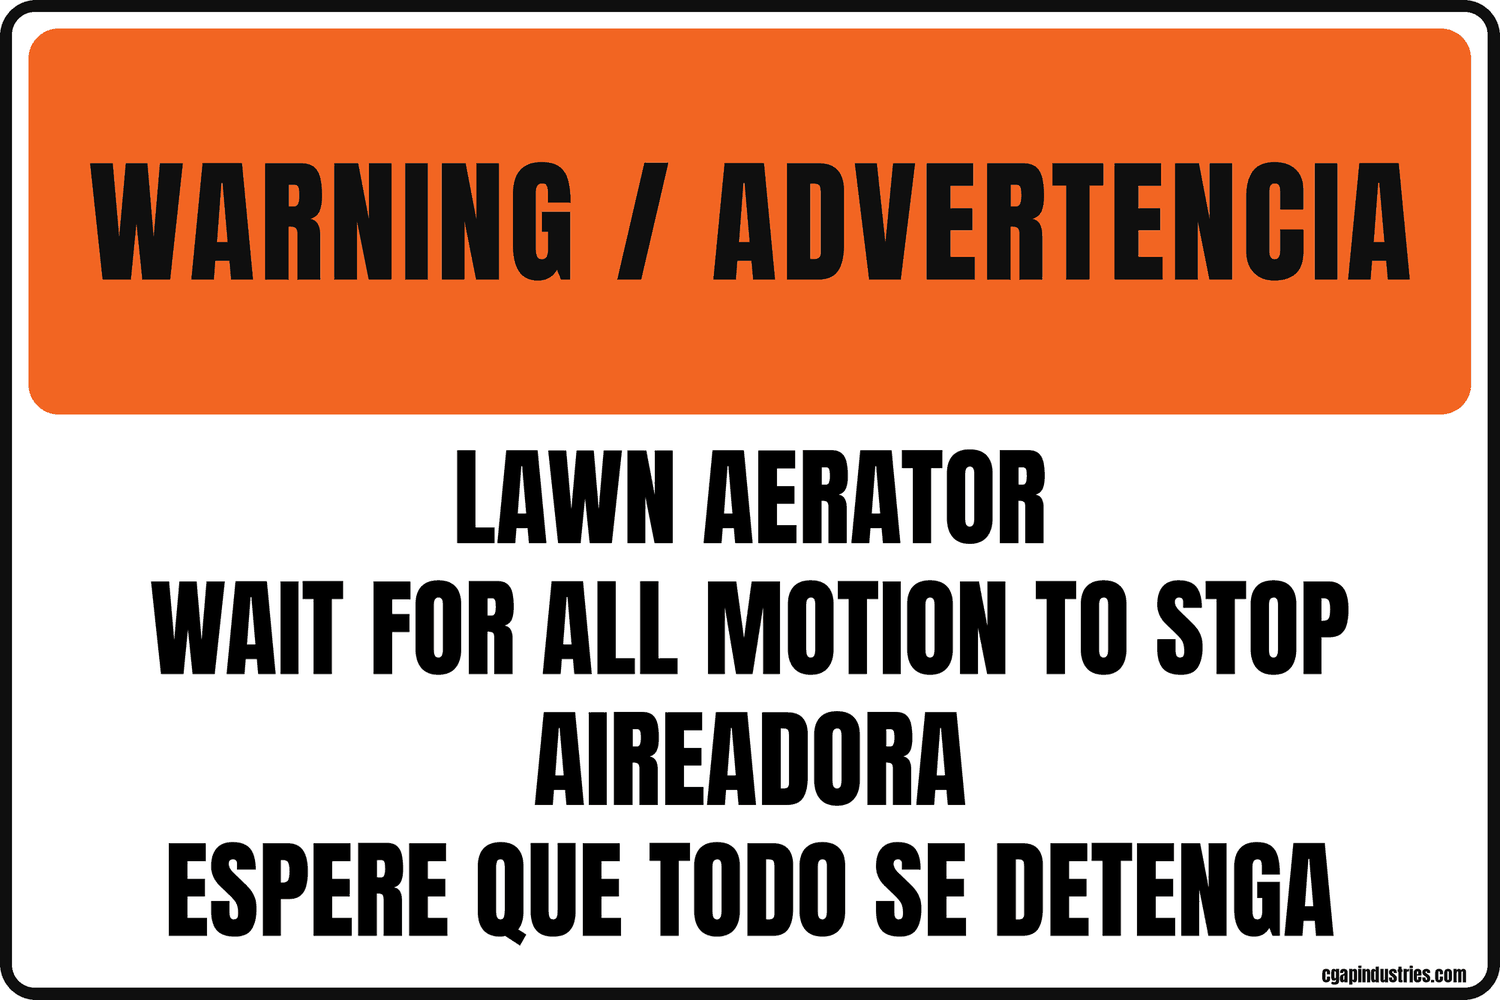 WARNING / ADVERTENCIA
LAWN AERATOR
WAIT FOR ALL MOTION TO STOP
AIREADORA
ESPERE QUE TODO SE DETENGA
cgapindustries.com